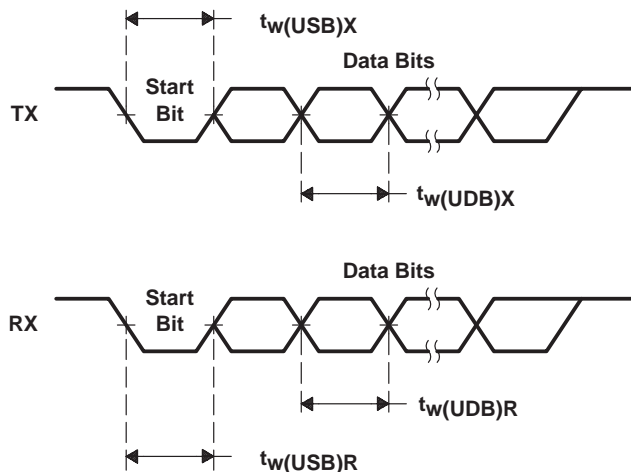 tw(USB)X
Data Bits
Start
Bit
TX
tw(UDB)X
Data Bits
Start
Bit
RX
tw(UDB)R
tw(USB)R